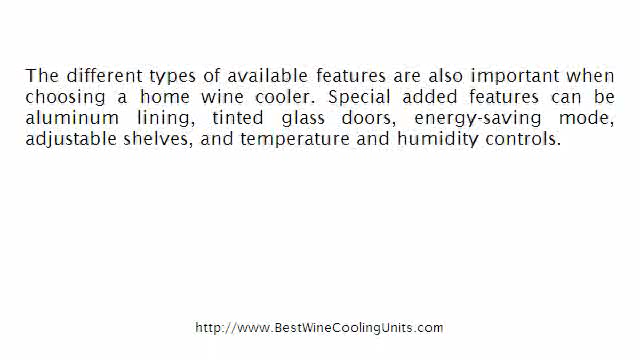 The different types of available features are also important when
choosing a home wine cooler. Special added features can be
aluminum lining, tinted glass doors, energy-saving mode,
adjustable shelves, and temperature and humidity controls.
http://www.BestWineCoolingUnits.com